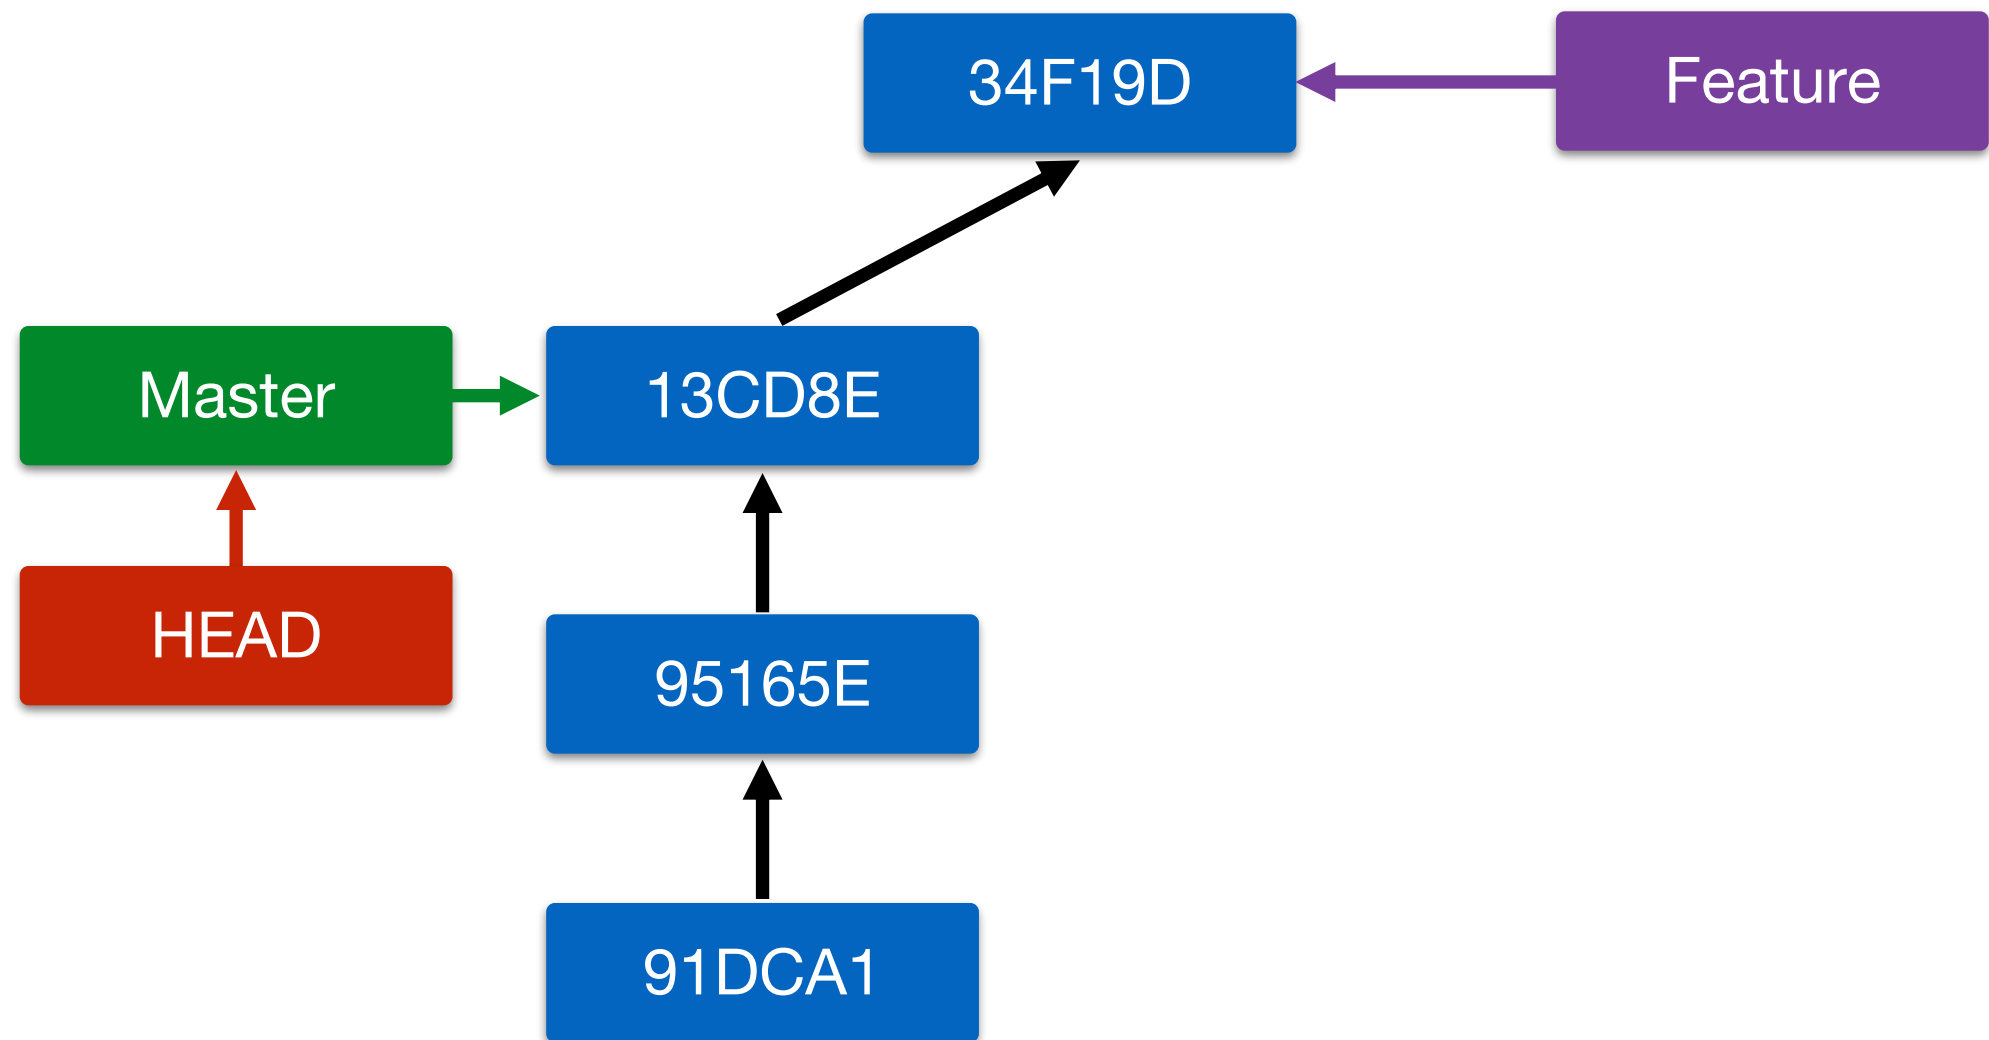 34F19D
Feature
Master
13CD8E
HEAD
95165E
91DCA1